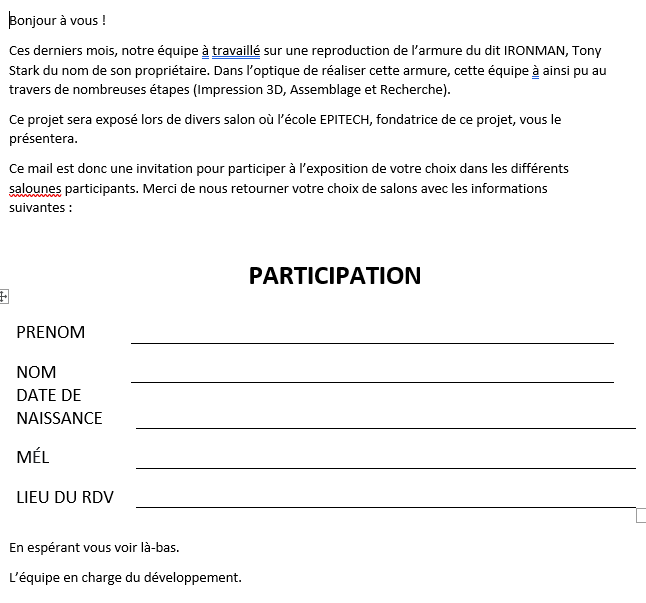 Bonjour à vous !
Ces derniers mois, notre équipe à travaillé sur une reproduction de l'armure du dit IRONMAN, Tony
Stark du nom de son propriétaire. Dans l'optique de réaliser cette armure, cette équipe à ainsi pu au
travers de nombreuses étapes (Impression 3D, Assemblage et Recherche).
Ce projet sera exposé lors de divers salon où l'école EPITECH, fondatrice de ce projet, vous le
présentera.
Ce mail est donc une invitation pour participer à l'exposition de votre choix dans les différents
salounes participants. Merci de nous retourner votre choix de salons avec les informations
suivantes :
PARTICIPATION
PRENOM
NOM
DATE DE
NAISSANCE
MÉL
LIEU DU RDV
En espérant vous voir là-bas.
L'équipe en charge du développement.